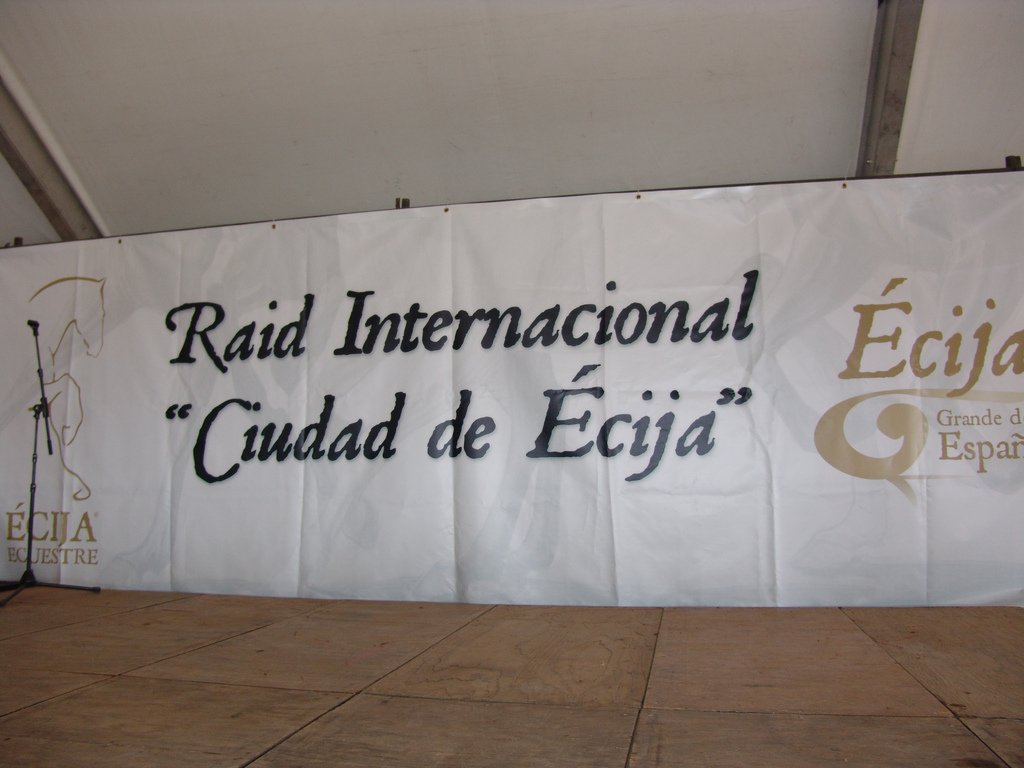 Raid Internacional
"Ciudad de Écija"
ÉCIJA
ECUESTRE
Écija
Grande d
Españ